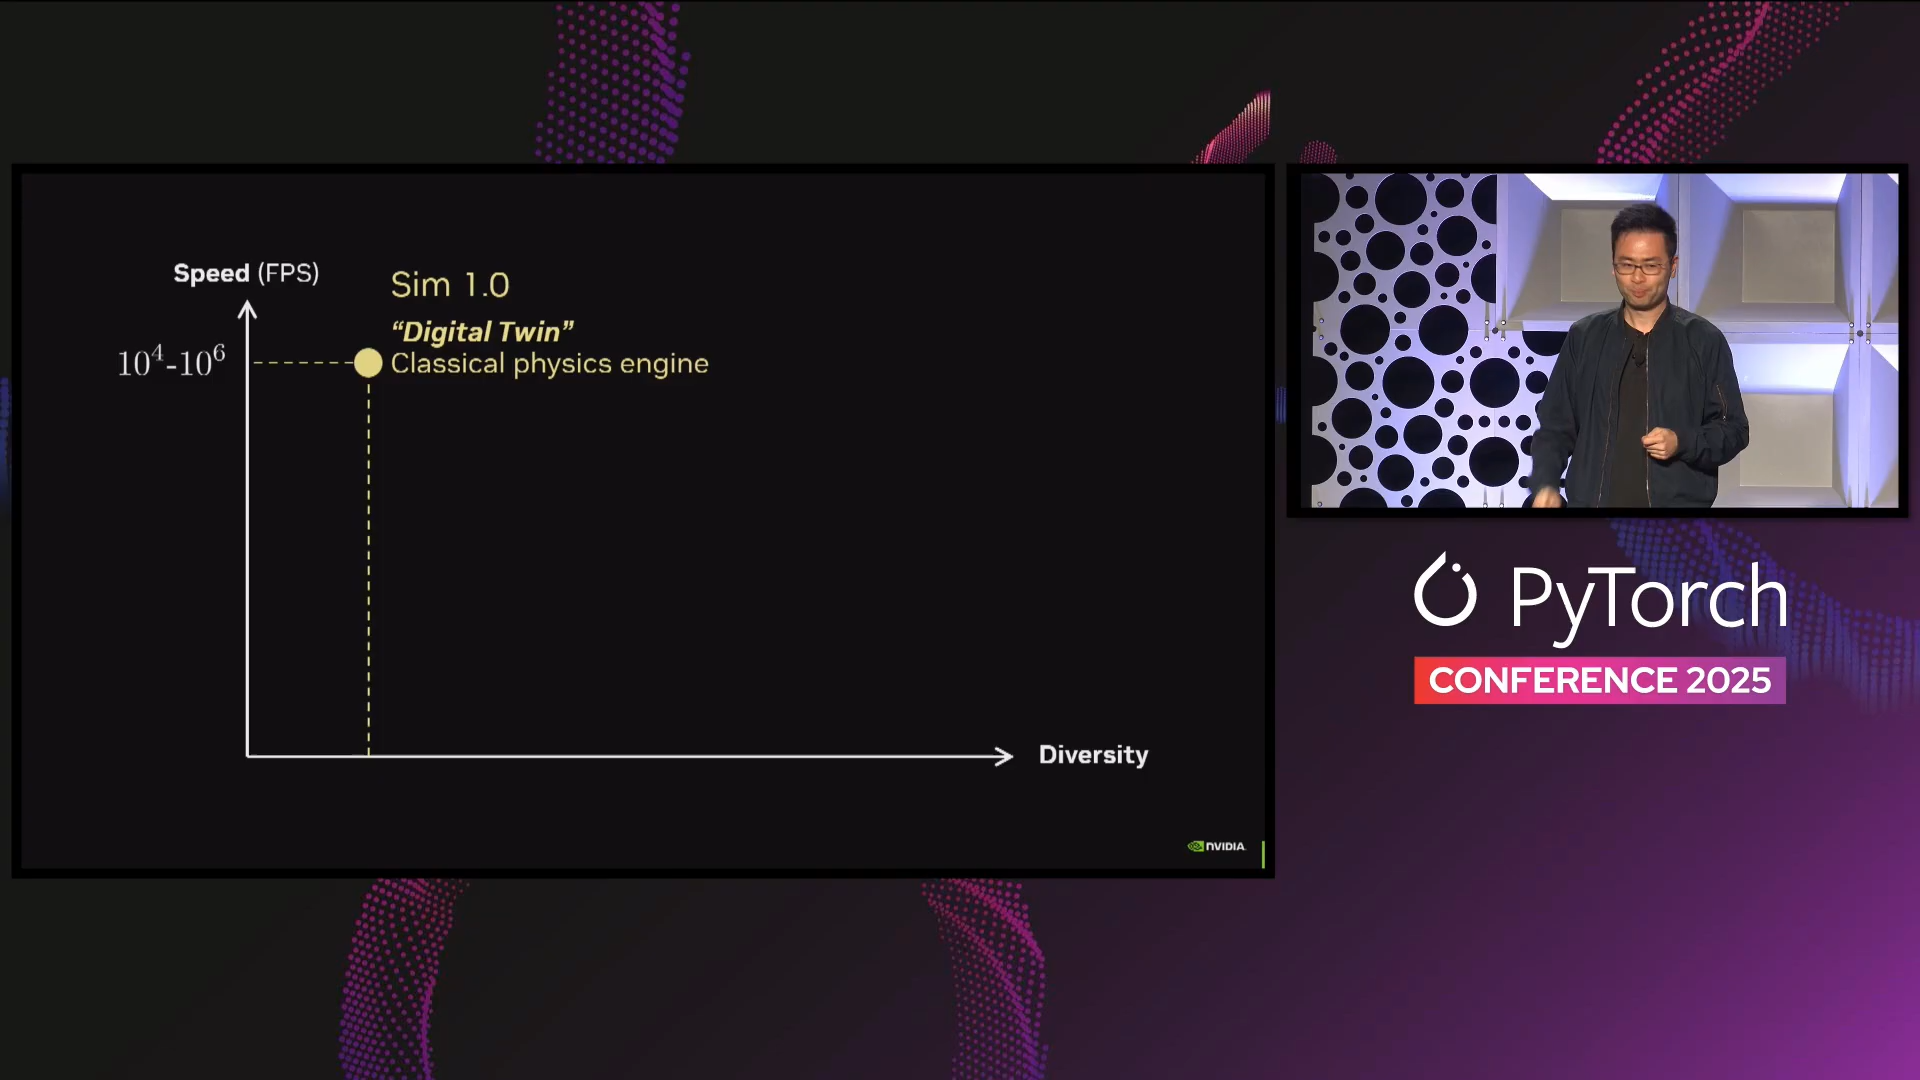 Speed (FPS)
Sim 1.0
“Digital Twin”
10⁴-10⁶
Classical physics engine
Diversity
NVIDIA
PyTorch
CONFERENCE 2025